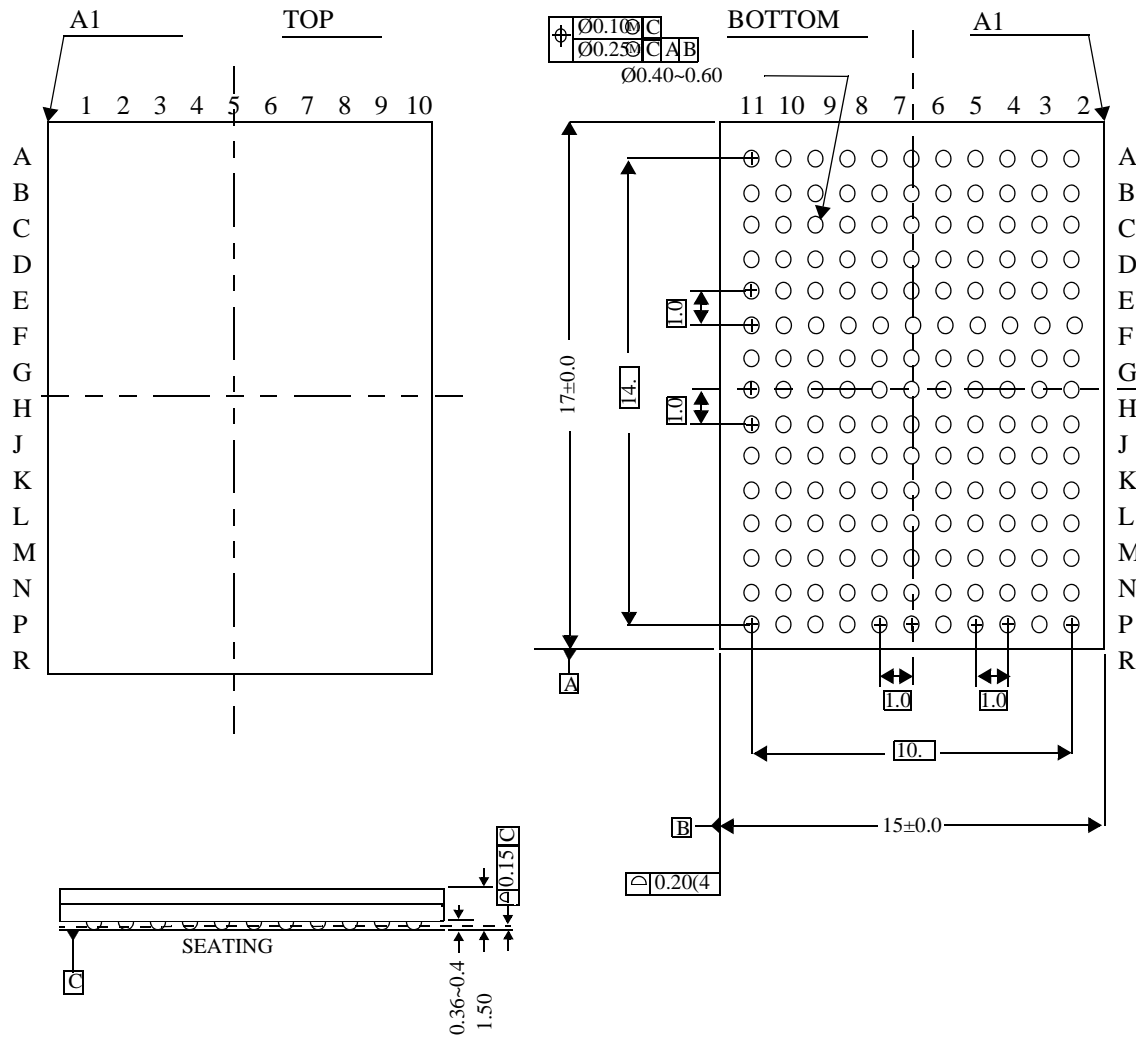 A1
TOP
1 2 3 4 5 6 7 8 9 10
A
B
C
D
E
F
G
H
J
K
L
M
N
P
R
Ø0.10Ⓜ C
Ø0.25Ⓜ C A B
Ø0.40~0.60
BOTTOM
A1
11 10 9 8 7 6 5 4 3 2
A
B
C
D
E
F
G
H
J
K
L
M
N
P
R
1.0
1.0
14.
17±0.0
A
1.0
1.0
10.
B
15±0.0
0.20(4
0.15 C
SEATING
C
0.36~0.4
1.50